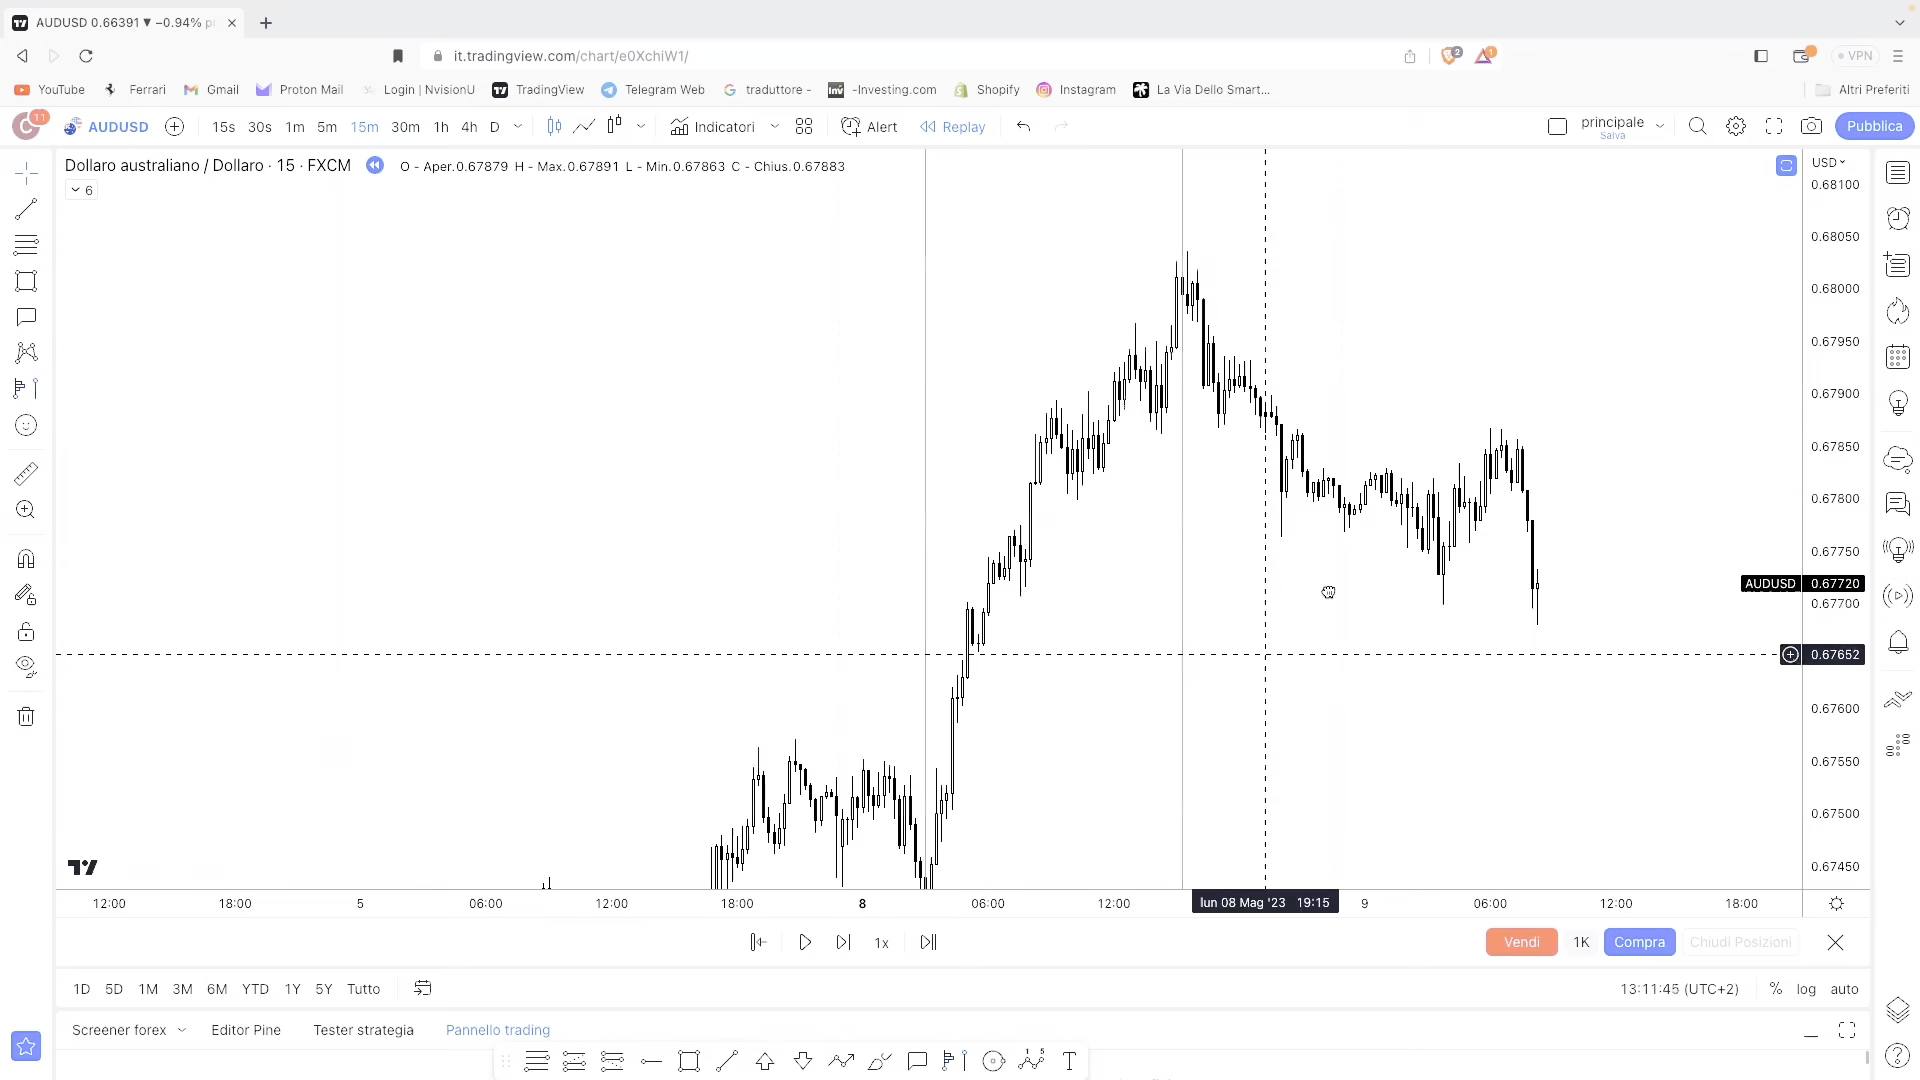 AUDUSD 0.66391 ▼ −0.94% pr
it.tradingview.com/chart/e0XchiW1/
2
1
VPN
YouTube Ferrari Gmail Proton Mail Login | NvisionU TradingView Telegram Web traduttore - -Investing.com Shopify Instagram La Via Dello Smart... Altri Preferiti
C 11 AUDUSD 15s 30s 1m 5m 15m 30m 1h 4h D Indicatori Alert Replay principale Pubblica
Salva
Dollaro australiano / Dollaro · 15 · FXCM O - Aper.0.67879 H - Max.0.67891 L - Min.0.67863 C - Chius.0.67883 USD
6
0.68100
0.68050
0.68000
0.67950
0.67900
0.67850
0.67800
0.67750
AUDUSD 0.67720
0.67700
0.67652
0.67600
0.67550
0.67500
0.67450
12:00 18:00 5 06:00 12:00 18:00 8 06:00 12:00 lun 08 Mag '23 19:15 9 06:00 12:00 18:00
1x Vendi 1K Compra Chiudi Posizioni
1D 5D 1M 3M 6M YTD 1Y 5Y Tutto 13:11:45 (UTC+2) % log auto
Screener forex Editor Pine Tester strategia Pannello trading